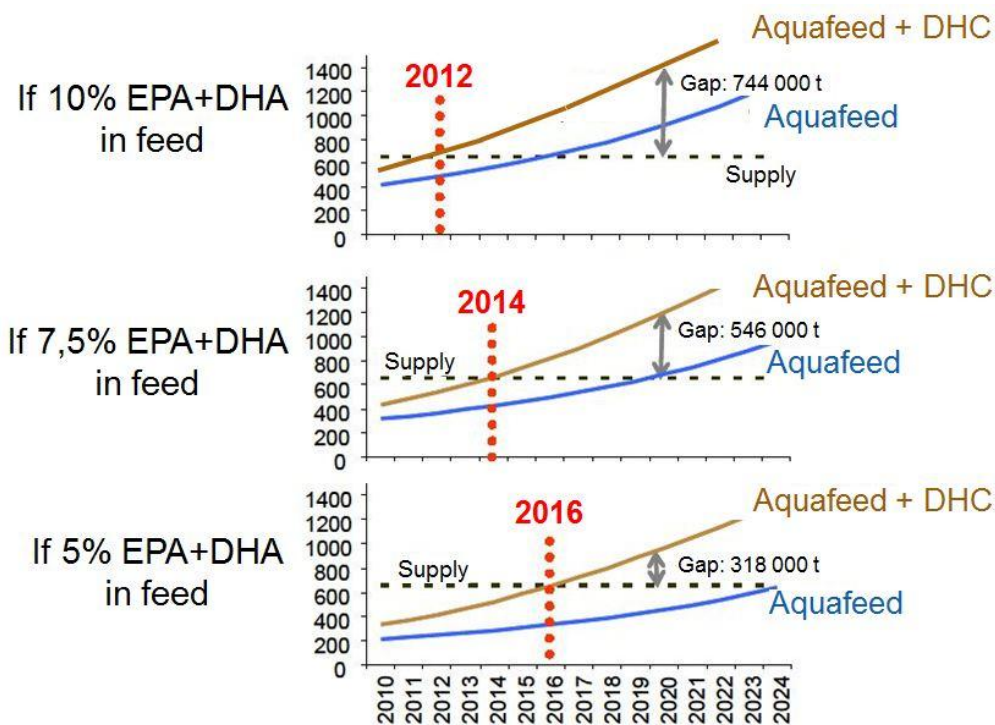 If 10% EPA+DHA
in feed
1400
1200
1000
800
600
400
200
0
2012
Aquafeed + DHC
Gap: 744 000 t
Aquafeed
Supply
If 7,5% EPA+DHA
in feed
1400
1200
1000
800
600
400
200
0
2014
Aquafeed + DHC
Gap: 546 000 t
Supply
Aquafeed
If 5% EPA+DHA
in feed
1400
1200
1000
800
600
400
200
0
2016
Aquafeed + DHC
Gap: 318 000 t
Supply
Aquafeed
2010
2011
2012
2013
2014
2015
2016
2017
2018
2019
2020
2021
2022
2023
2024